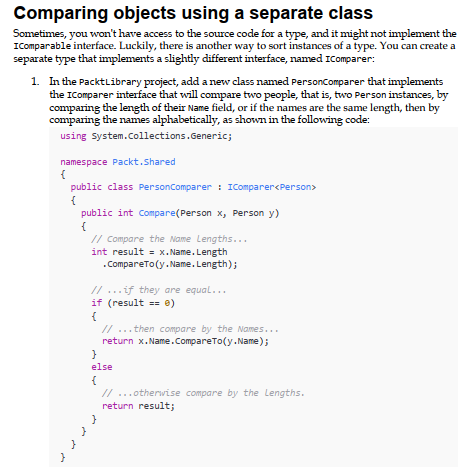 Comparing objects using a separate class
Sometimes, you won't have access to the source code for a type, and it might not implement the
IComparable interface. Luckily, there is another way to sort instances of a type. You can create a
separate type that implements a slightly different interface, named IComparer:
1. In the PacktLibrary project, add a new class named PersonComparer that implements
the IComparer interface that will compare two people, that is, two Person instances, by
comparing the length of their Name field, or if the names are the same length, then by
comparing the names alphabetically, as shown in the following code:
using System.Collections.Generic;
namespace Packt.Shared
{
public class PersonComparer : IComparer<Person>
{
public int Compare(Person x, Person y)
{
// Compare the Name lengths...
int result = x.Name.Length
.CompareTo(y.Name.Length);
// ...if they are equal...
if (result == 0)
{
// ...then compare by the Names...
return x.Name.CompareTo(y.Name);
}
else
{
// ...otherwise compare by the lengths.
return result;
}
}
}
}